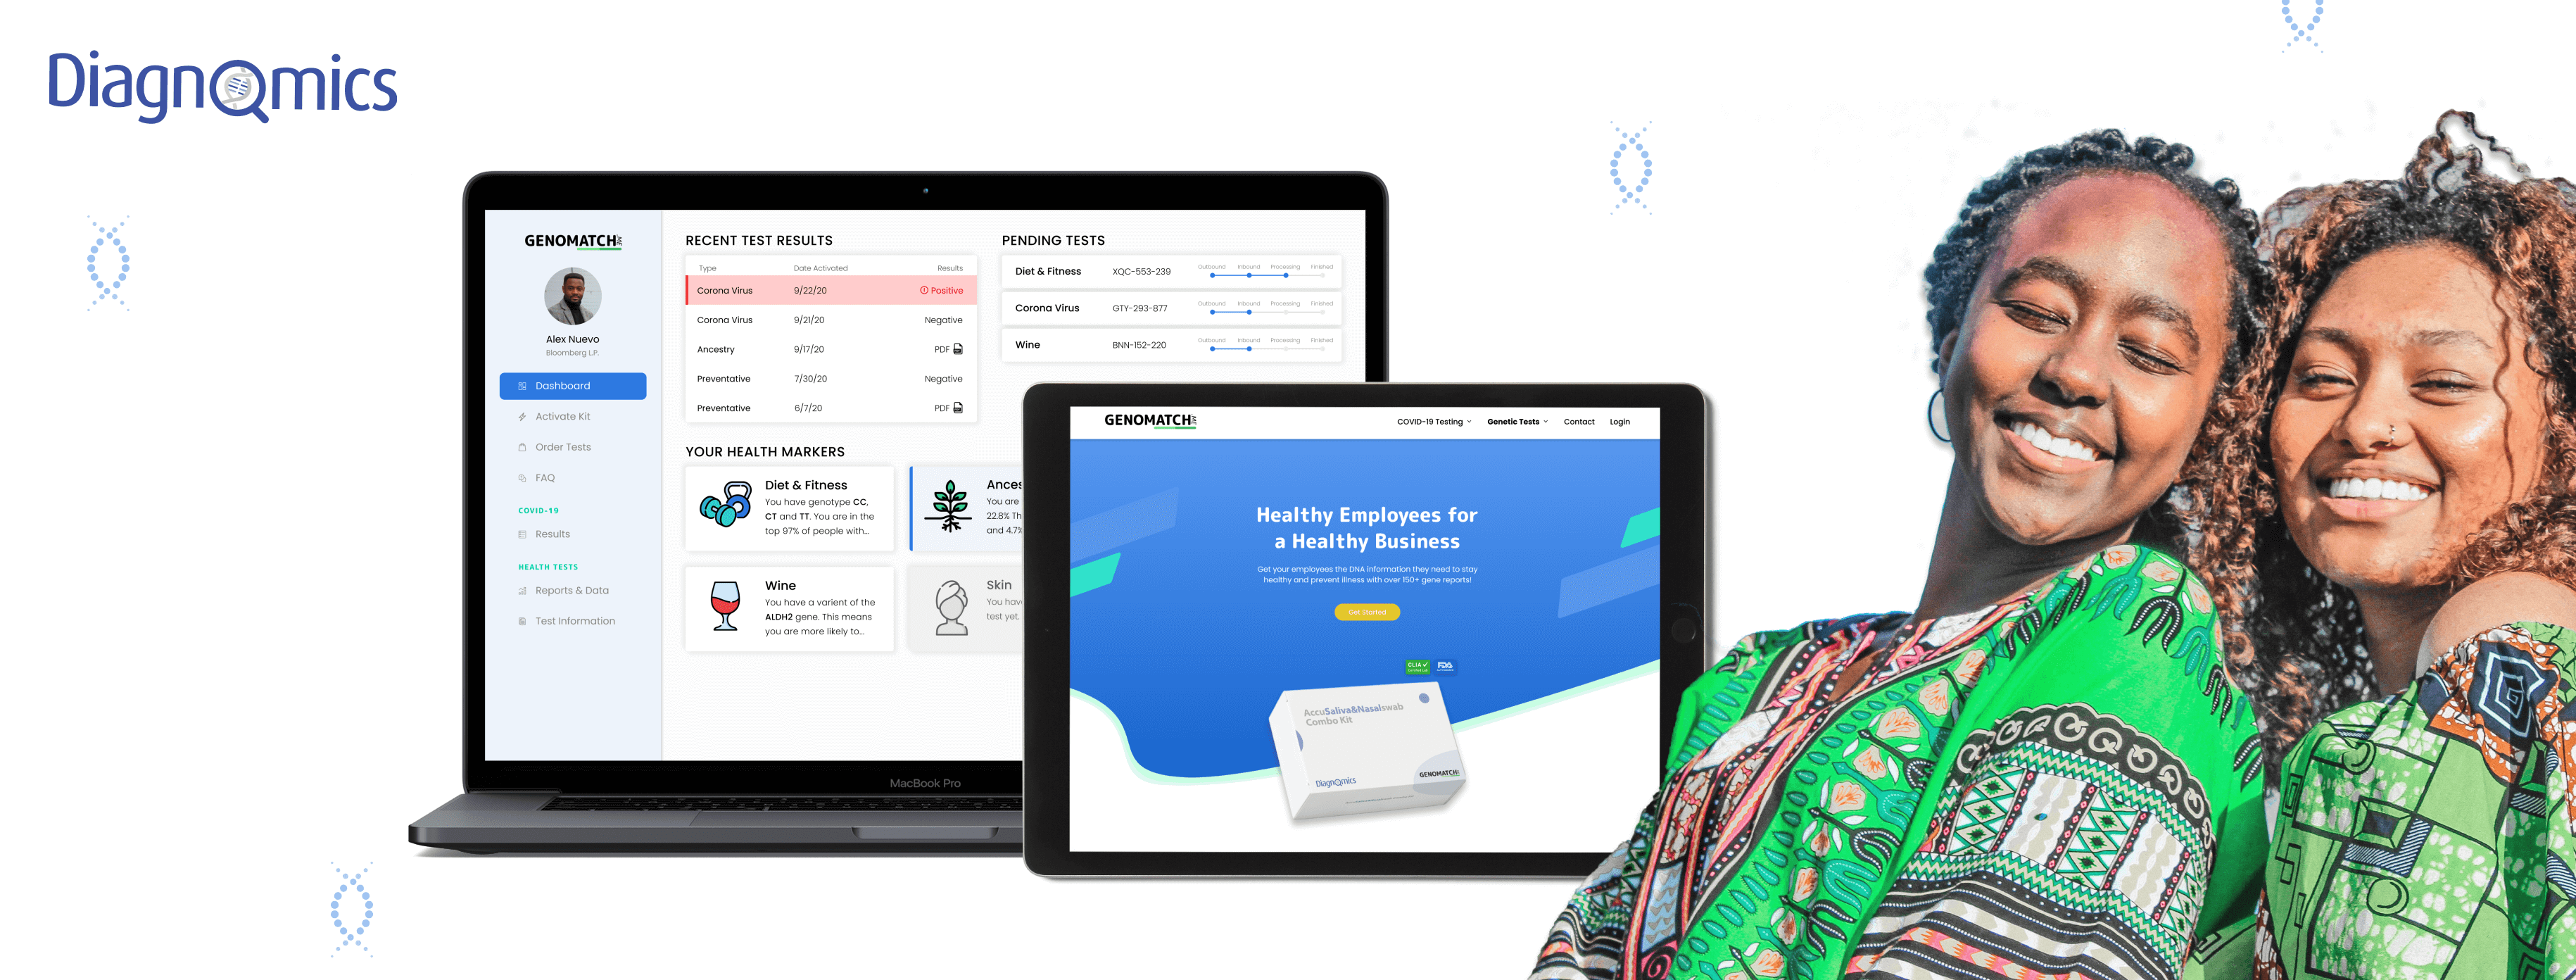 Diagnomics
GENOMATCH.ME
Alex Nuevo
Bloomberg L.P.
Dashboard
Activate Kit
Order Tests
FAQ
COVID-19
Results
HEALTH TESTS
Reports & Data
Test Information
RECENT TEST RESULTS
Type Date Activated Results
Corona Virus 9/22/20 Positive
Corona Virus 9/21/20 Negative
Ancestry 9/17/20 PDF
Preventative 7/30/20 Negative
Preventative 6/7/20 PDF
PENDING TESTS
Diet & Fitness XQC-553-239 Outbound Inbound Processing Finished
Corona Virus GTY-293-877 Outbound Inbound Processing Finished
Wine BNN-152-220 Outbound Inbound Processing Finished
YOUR HEALTH MARKERS
Diet & Fitness
You have genotype CC,
CT and TT. You are in the
top 97% of people with...
Ances
You are
22.8% Th
and 4.7%
Wine
You have a varient of the
ALDH2 gene. This means
you are more likely to...
Skin
You hav
test yet.
MacBook Pro
GENOMATCH.ME
COVID-19 Testing Genetic Tests Contact Login
Healthy Employees for
a Healthy Business
Get your employees the DNA information they need to stay
healthy and prevent illness with over 150+ gene reports!
Get Started
CLIA
Certified Lab
FDA
AccuSaliva&Nasalswab
Combo Kit
Diagnomics
GENOMATCH